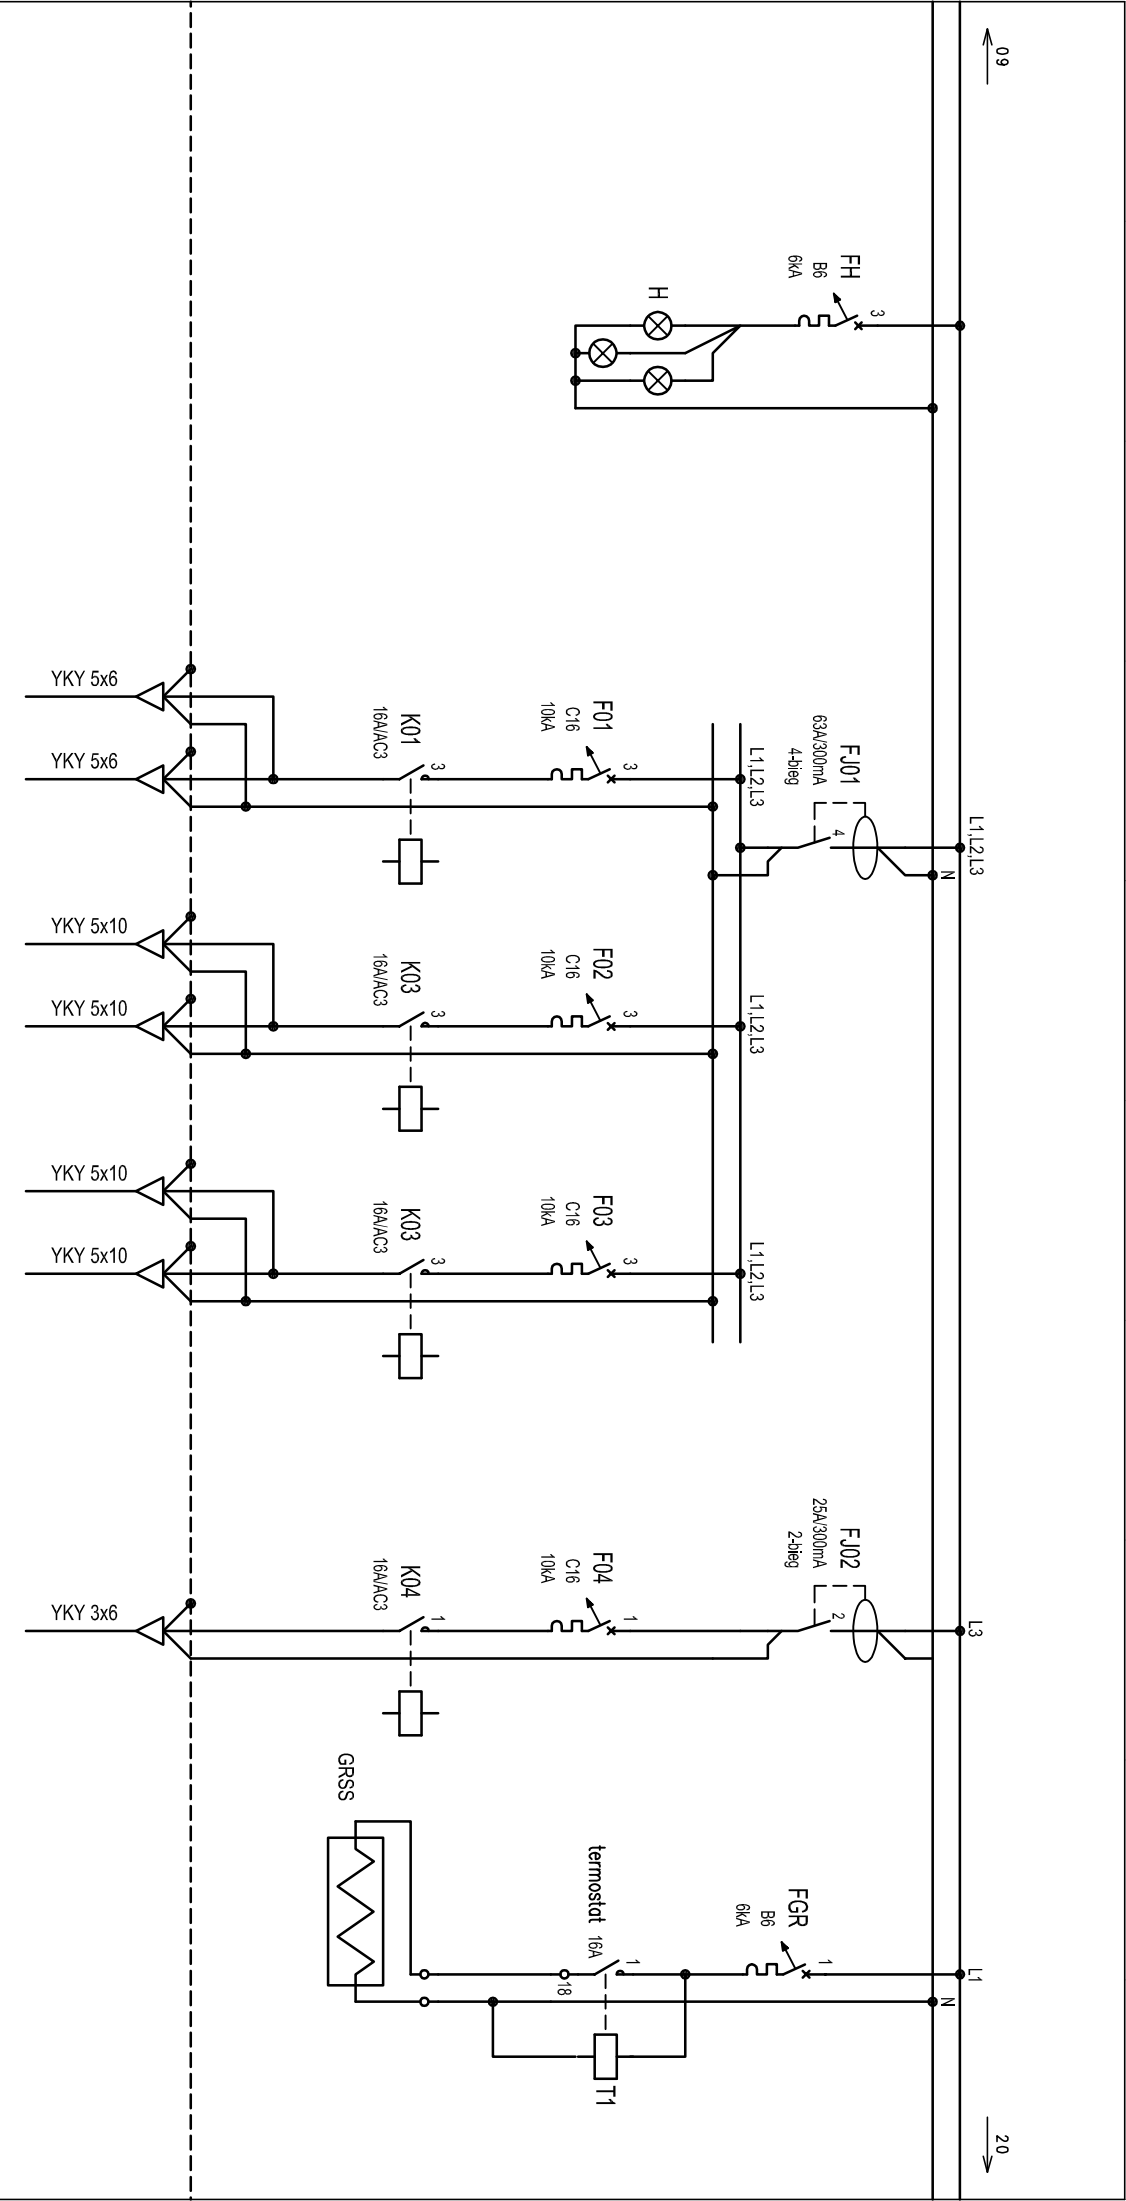 09
20
FH
B6
6kA
3
H
L1,L2,L3
N
FJ01
63A/300mA
4-bieg
4
L1,L2,L3
L1,L2,L3
L1,L2,L3
F01
C16
10kA
3
K01
16A/AC3
3
YKY 5x6
YKY 5x6
F02
C16
10kA
3
K03
16A/AC3
3
YKY 5x10
YKY 5x10
F03
C16
10kA
3
K03
16A/AC3
3
YKY 5x10
YKY 5x10
L3
FJ02
25A/300mA
2-bieg
2
F04
C16
10kA
1
K04
16A/AC3
1
YKY 3x6
L1
N
FGR
B6
6kA
1
termostat 16A
1
18
T1
GRSS